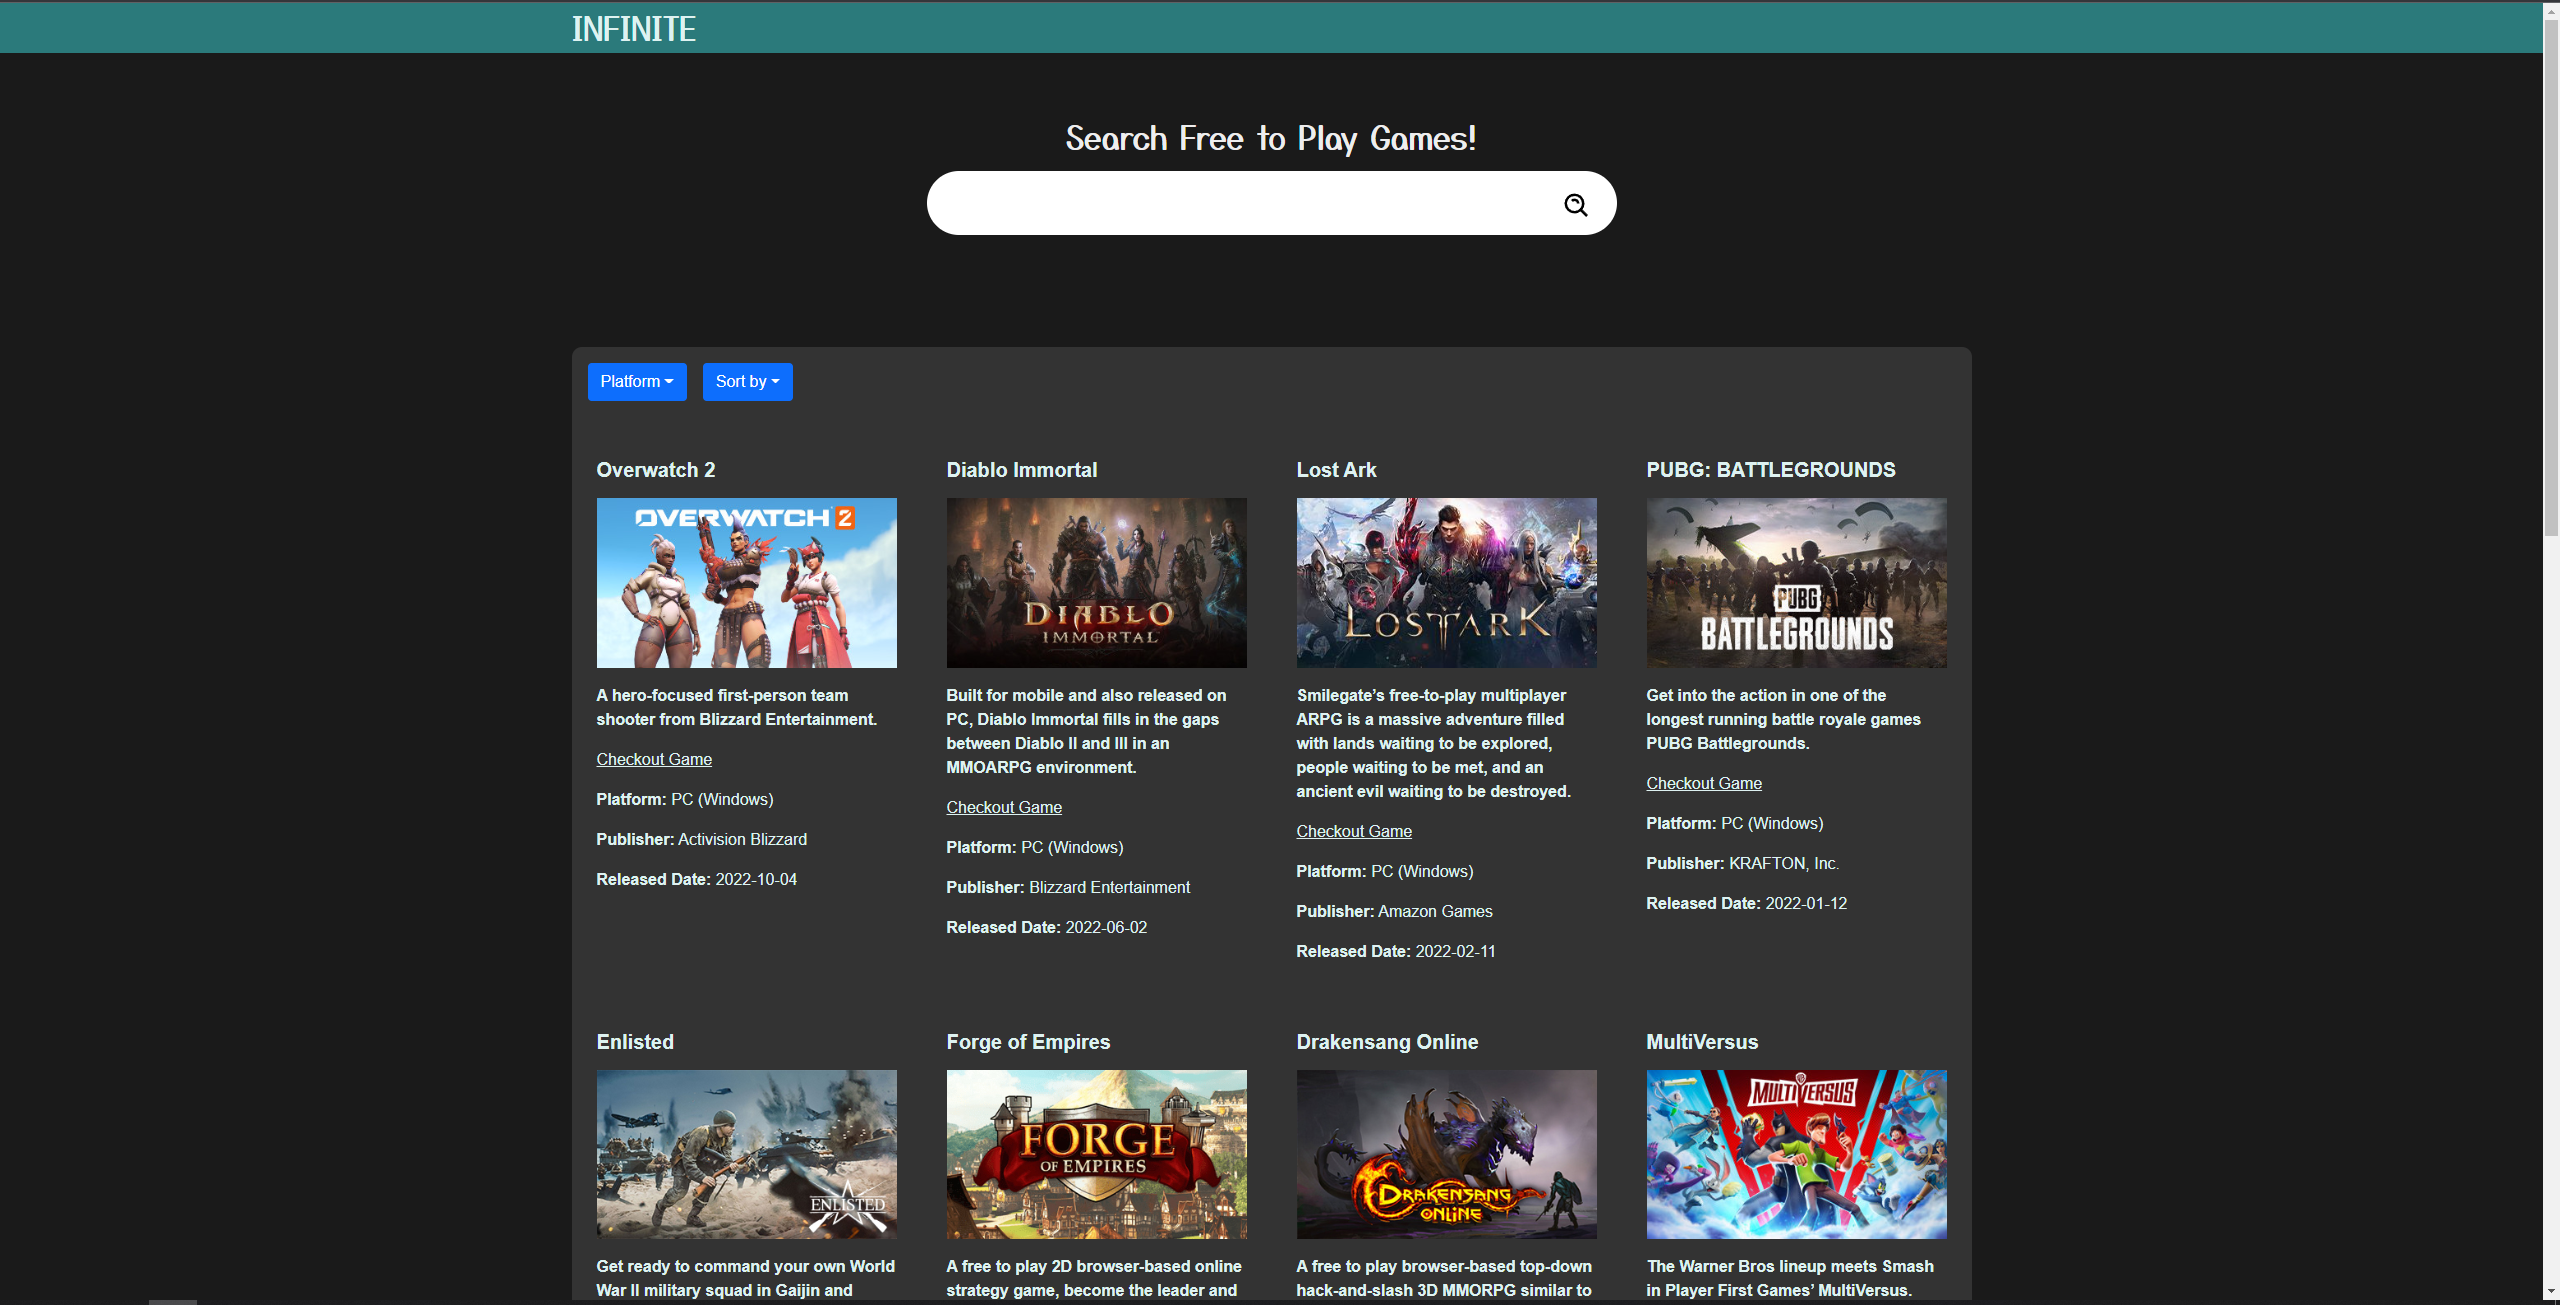 INFINITE
Search Free to Play Games!
Platform
Sort by
Overwatch 2
OVERWATCH 2
A hero-focused first-person team
shooter from Blizzard Entertainment.
Checkout Game
Platform: PC (Windows)
Publisher: Activision Blizzard
Released Date: 2022-10-04
Diablo Immortal
DIABLO
IMMORTAL
Built for mobile and also released on
PC, Diablo Immortal fills in the gaps
between Diablo II and III in an
MMOARPG environment.
Checkout Game
Platform: PC (Windows)
Publisher: Blizzard Entertainment
Released Date: 2022-06-02
Lost Ark
LOST ARK
Smilegate’s free-to-play multiplayer
ARPG is a massive adventure filled
with lands waiting to be explored,
people waiting to be met, and an
ancient evil waiting to be destroyed.
Checkout Game
Platform: PC (Windows)
Publisher: Amazon Games
Released Date: 2022-02-11
PUBG: BATTLEGROUNDS
PUBG
BATTLEGROUNDS
Get into the action in one of the
longest running battle royale games
PUBG Battlegrounds.
Checkout Game
Platform: PC (Windows)
Publisher: KRAFTON, Inc.
Released Date: 2022-01-12
Enlisted
ENLISTED
Get ready to command your own World
War II military squad in Gaijin and
Forge of Empires
FORGE
OF EMPIRES
A free to play 2D browser-based online
strategy game, become the leader and
Drakensang Online
DRAKENSANG
ONLINE
A free to play browser-based top-down
hack-and-slash 3D MMORPG similar to
MultiVersus
MULTIVERSUS
The Warner Bros lineup meets Smash
in Player First Games’ MultiVersus.